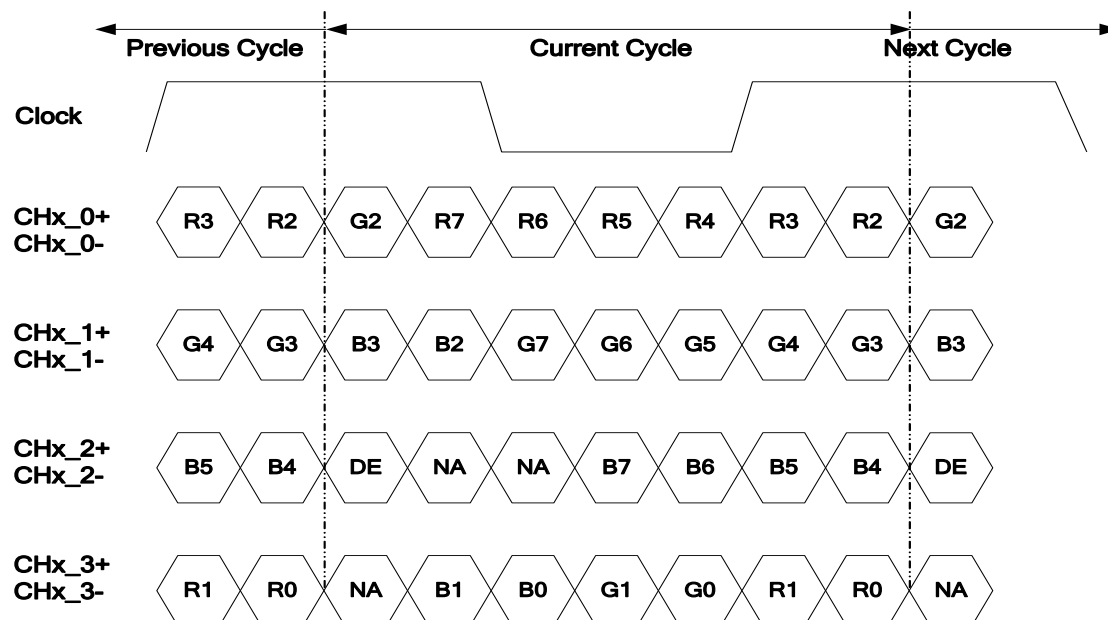 Previous Cycle Current Cycle Next Cycle
Clock
CHx_0+
CHx_0-
R3 R2 G2 R7 R6 R5 R4 R3 R2 G2
CHx_1+
CHx_1-
G4 G3 B3 B2 G7 G6 G5 G4 G3 B3
CHx_2+
CHx_2-
B5 B4 DE NA NA B7 B6 B5 B4 DE
CHx_3+
CHx_3-
R1 R0 NA B1 B0 G1 G0 R1 R0 NA